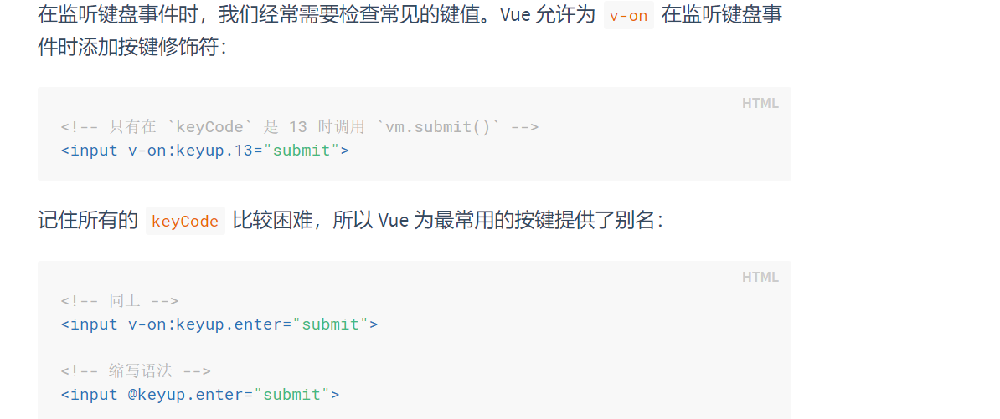 在监听键盘事件时，我们经常需要检查常见的键值。Vue 允许为 v-on 在监听键盘事
件时添加按键修饰符：
HTML
<!-- 只有在 `keyCode` 是 13 时调用 `vm.submit()` -->
<input v-on:keyup.13="submit">
记住所有的 keyCode 比较困难，所以 Vue 为最常用的按键提供了别名：
HTML
<!-- 同上 -->
<input v-on:keyup.enter="submit">
<!-- 缩写语法 -->
<input @keyup.enter="submit">